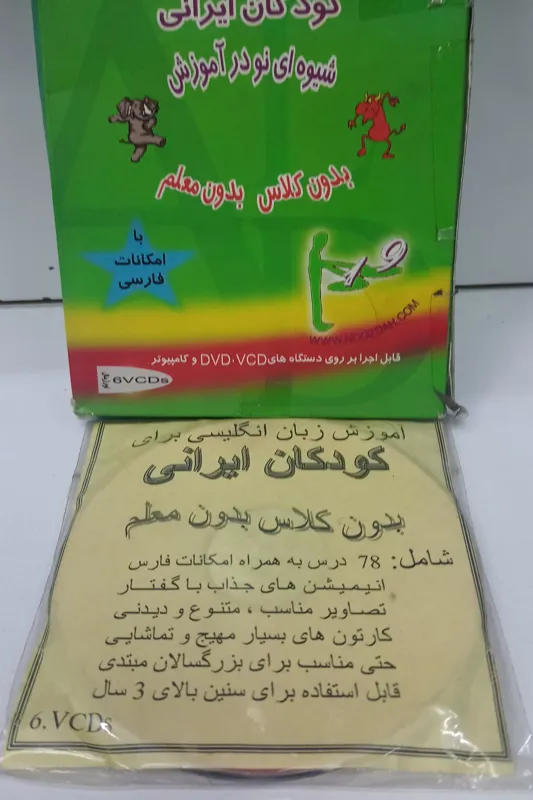 کودکان ایرانی
شیوه ای نو در آموزش
بدون کلاس بدون معلم
با
امکانات
فارسی
WWW.NOOZDAH.COM
قابل اجرا بر روی دستگاه های DVD.VCD و کامپیوتر
6VCDs
آموزش زبان انگلیسی برای
کودکان ایرانی
بدون کلاس بدون معلم
شامل: 78 درس به همراه امکانات فارس
انیمیشن های جذاب با گفتار
تصاویر مناسب ، متنوع و دیدنی
کارتون های بسیار مهیج و تماشایی
حتی مناسب برای بزرگسالان مبتدی
قابل استفاده برای سنین بالای 3 سال
6.VCDs